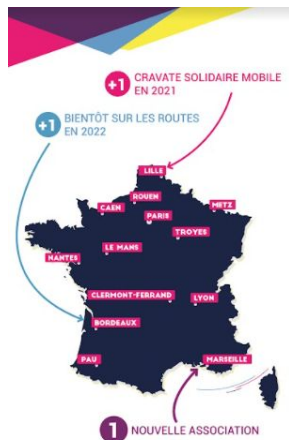 +1 CRAVATE SOLIDAIRE MOBILE
EN 2021
+1 BIENTÔT SUR LES ROUTES
EN 2022
LILLE
ROUEN
CAEN
METZ
PARIS
TROYES
LE MANS
NANTES
CLERMONT-FERRAND
LYON
BORDEAUX
PAU
MARSEILLE
1 NOUVELLE ASSOCIATION